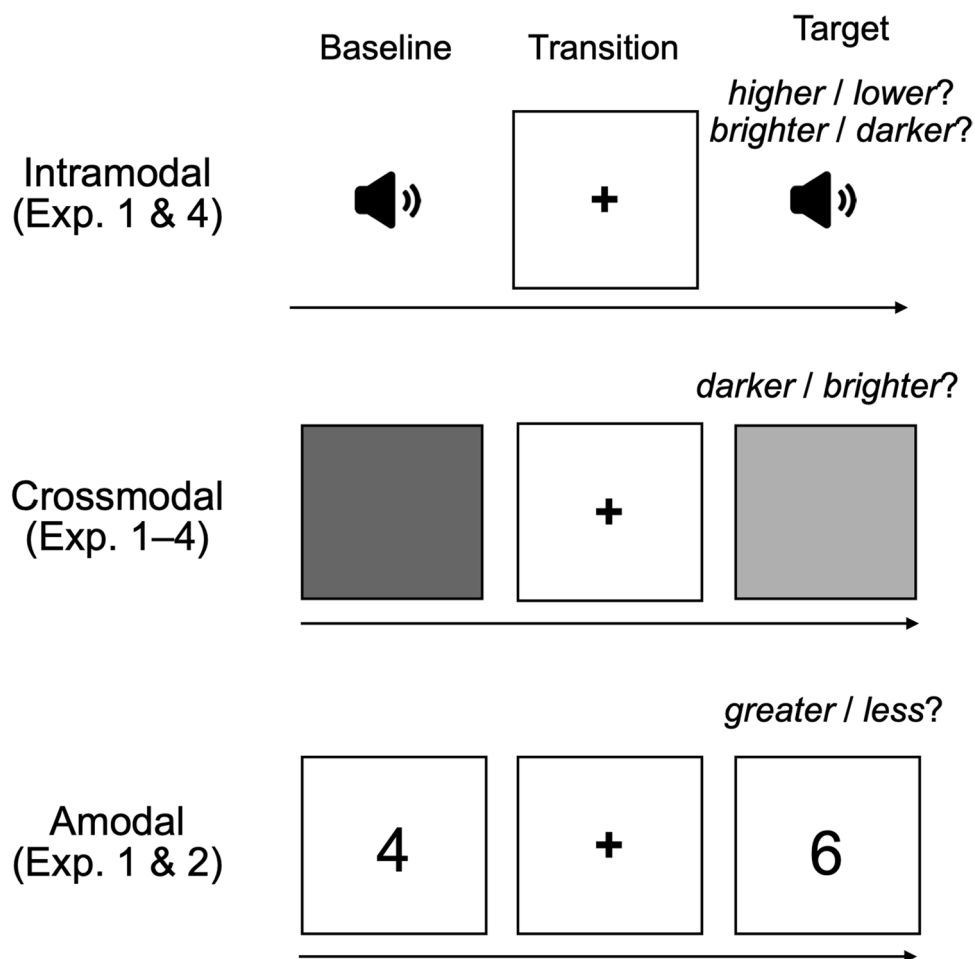 Baseline
Transition
Target
higher / lower?
brighter / darker?
Intramodal
(Exp. 1 & 4)
+
darker / brighter?
Crossmodal
(Exp. 1–4)
+
greater / less?
Amodal
(Exp. 1 & 2)
4
+
6